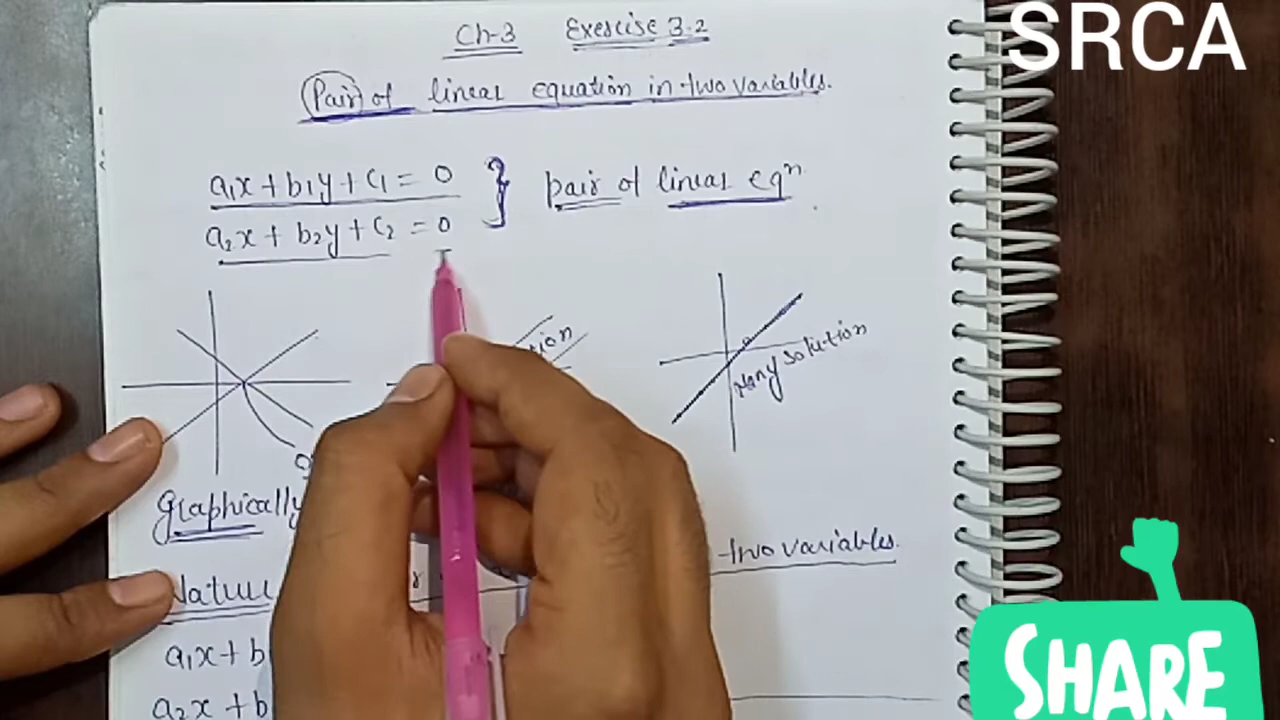 SRCA
Ch-3 Exercise 3.2
Pair of linear equation in two variables.
a₁x + b₁y + c₁ = 0
a₂x + b₂y + c₂ = 0
} pair of linear eqⁿ
Many solution
graphically
two variables.
a₁x + b
a₂x + b
SHARE